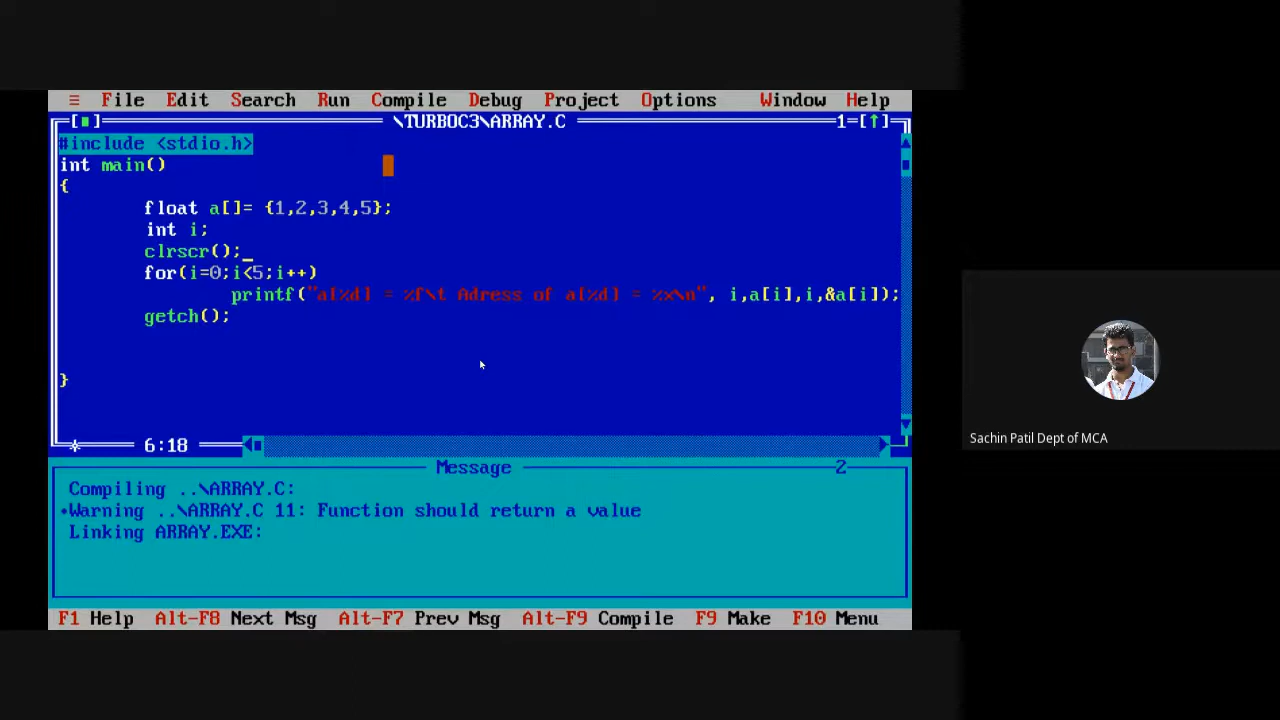 ≡ File Edit Search Run Compile Debug Project Options Window Help
[■] \TURBOC3\ARRAY.C 1=[↑]
#include <stdio.h>
int main()
{
float a[]= {1,2,3,4,5};
int i;
clrscr();_
for(i=0;i<5;i++)
printf("a[%d] = %f\t Adress of a[%d] = %x\n", i,a[i],i,&a[i]);
getch();
}
6:18
Message 2
Compiling ..\ARRAY.C:
•Warning ..\ARRAY.C 11: Function should return a value
Linking ARRAY.EXE:
F1 Help Alt-F8 Next Msg Alt-F7 Prev Msg Alt-F9 Compile F9 Make F10 Menu
Sachin Patil Dept of MCA